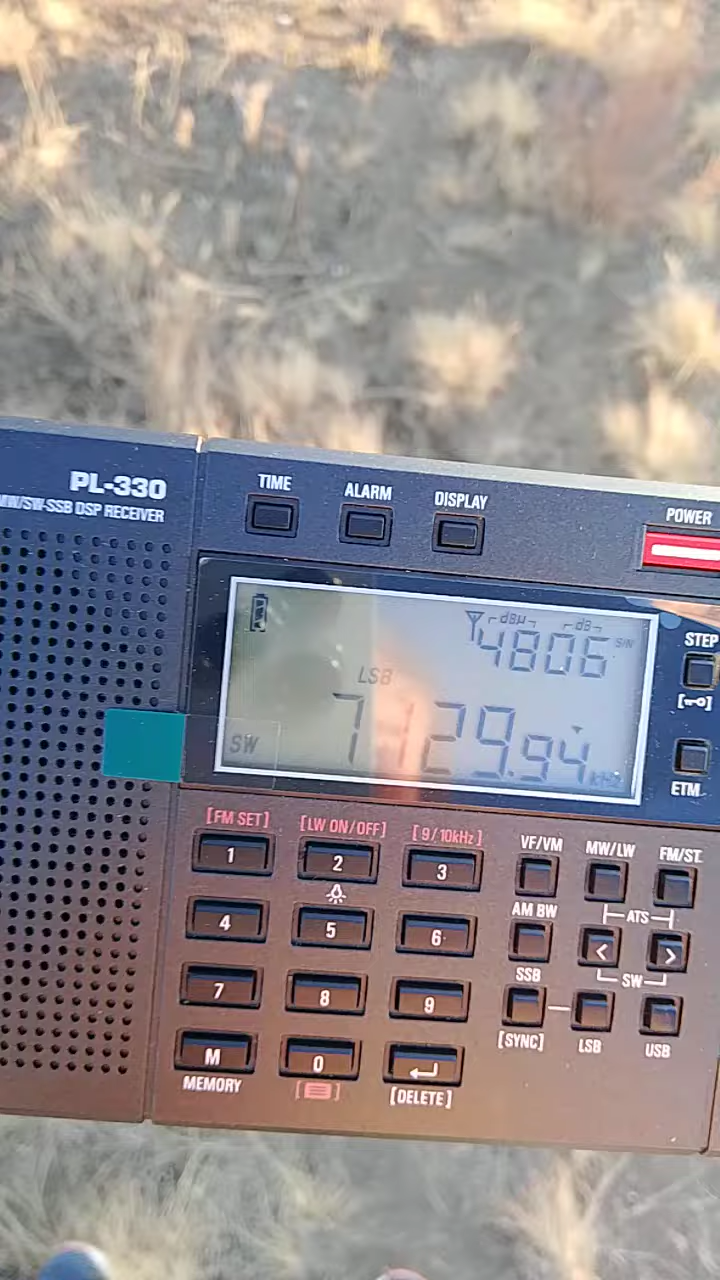 PL-330
MW/SW-SSB DSP RECEIVER
TIME ALARM DISPLAY POWER
dBμ dB
4806 S/N
LSB
SW 7129.94 kHz
STEP
ETM
[FM SET] [LW ON/OFF] [9/10kHz]
1 2 3
VF/VM MW/LW FM/ST.
4 5 6
AM BW ATS
< >
SSB SW
7 8 9
[SYNC] LSB USB
M 0
MEMORY [DELETE]